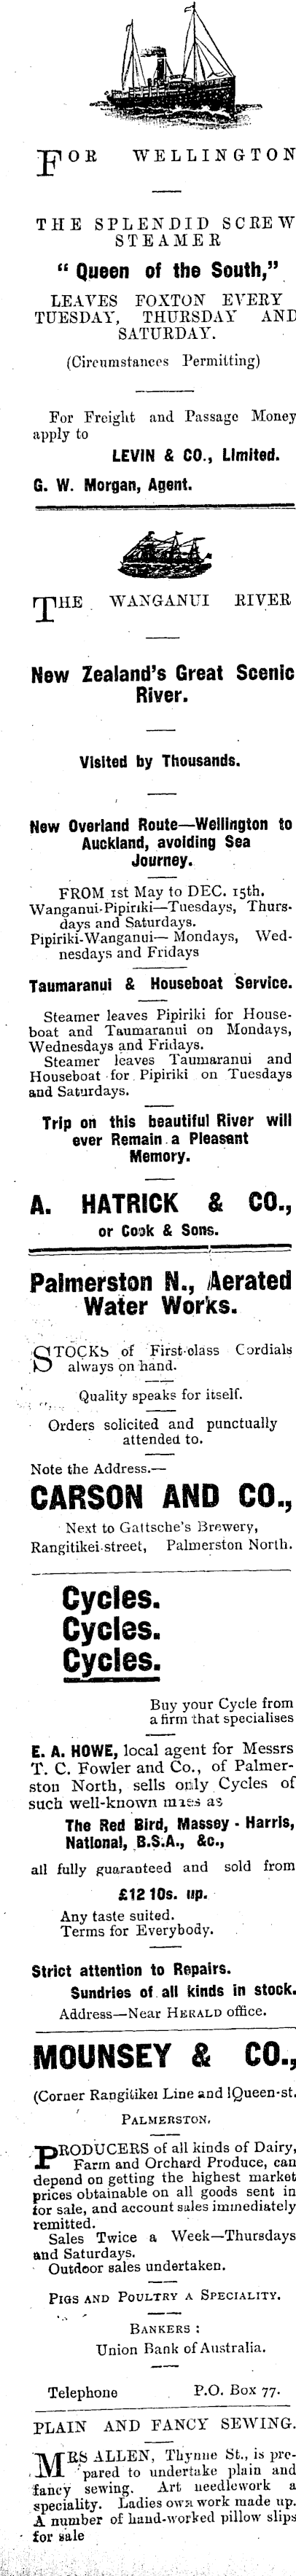 FOR WELLINGTON
THE SPLENDID SCREW
STEAMER
“ Queen of the South,”
LEAVES FOXTON EVERY
TUESDAY, THURSDAY AND
SATURDAY.
(Circumstances Permitting)
For Freight and Passage Money
apply to
LEVIN & CO., Limited.
G. W. Morgan, Agent.
THE WANGANUI RIVER
New Zealand's Great Scenic
River.
Visited by Thousands.
New Overland Route—Wellington to
Auckland, avoiding Sea
Journey.
FROM 1st May to DEC. 15th.
Wanganui-Pipiriki—Tuesdays, Thurs-
days and Saturdays.
Pipiriki-Wanganui— Mondays, Wed-
nesdays and Fridays
Taumaranui & Houseboat Service.
Steamer leaves Pipiriki for House-
boat and Taumaranui on Mondays,
Wednesdays and Fridays.
Steamer leaves Taumaranui and
Houseboat for Pipiriki on Tuesdays
and Saturdays.
Trip on this beautiful River will
ever Remain a Pleasant
Memory.
A. HATRICK & CO.,
or Cook & Sons.
Palmerston N., Aerated
Water Works.
STOCKS of First-class Cordials
always on hand.
Quality speaks for itself.
Orders solicited and punctually
attended to.
Note the Address.—
CARSON AND CO.,
Next to Galtsche's Brewery,
Rangitikei-street, Palmerston North.
Cycles.
Cycles.
Cycles.
Buy your Cycle from
a firm that specialises
E. A. HOWE, local agent for Messrs
T. C. Fowler and Co., of Palmer-
ston North, sells only Cycles of
such well-known makes as
The Red Bird, Massey - Harris,
National, B.S.A., &c.,
all fully guaranteed and sold from
£12 10s. up.
Any taste suited.
Terms for Everybody.
Strict attention to Repairs.
Sundries of all kinds in stock.
Address—Near HERALD office.
MOUNSEY & CO.,
(Corner Rangitikei Line and Queen-st.
PALMERSTON.
PRODUCERS of all kinds of Dairy,
Farm and Orchard Produce, can
depend on getting the highest market
prices obtainable on all goods sent in
for sale, and account sales immediately
remitted.
Sales Twice a Week—Thursdays
and Saturdays.
Outdoor sales undertaken.
PIGS AND POULTRY A SPECIALITY.
BANKERS :
Union Bank of Australia.
Telephone P.O. Box 77.
PLAIN AND FANCY SEWING.
MRS ALLEN, Thynne St., is pre-
pared to undertake plain and
fancy sewing. Art needlework a
speciality. Ladies own work made up.
A number of hand-worked pillow slips
for sale